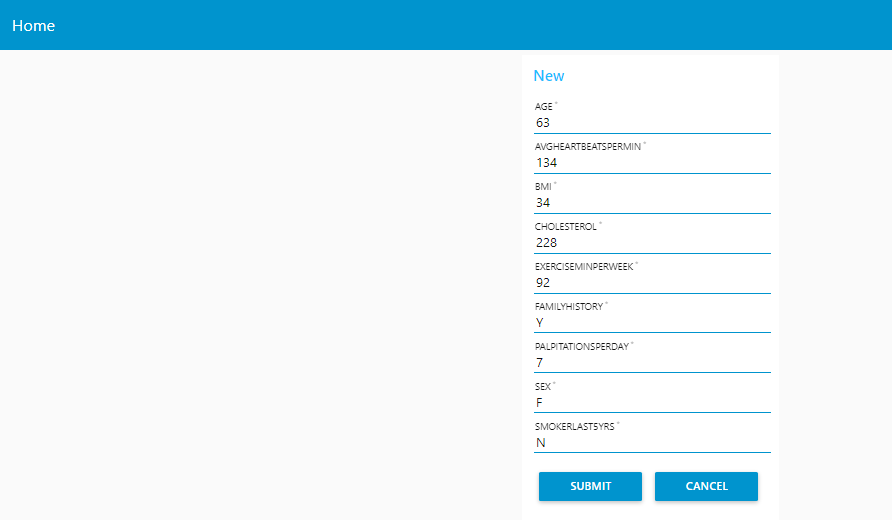 Home
New
AGE *
63
AVGHEARTBEATSPERMIN *
134
BMI *
34
CHOLESTEROL *
228
EXERCISEMINPERWEEK *
92
FAMILYHISTORY *
Y
PALPITATIONSPERDAY *
7
SEX *
F
SMOKERLAST5YRS *
N
SUBMIT CANCEL